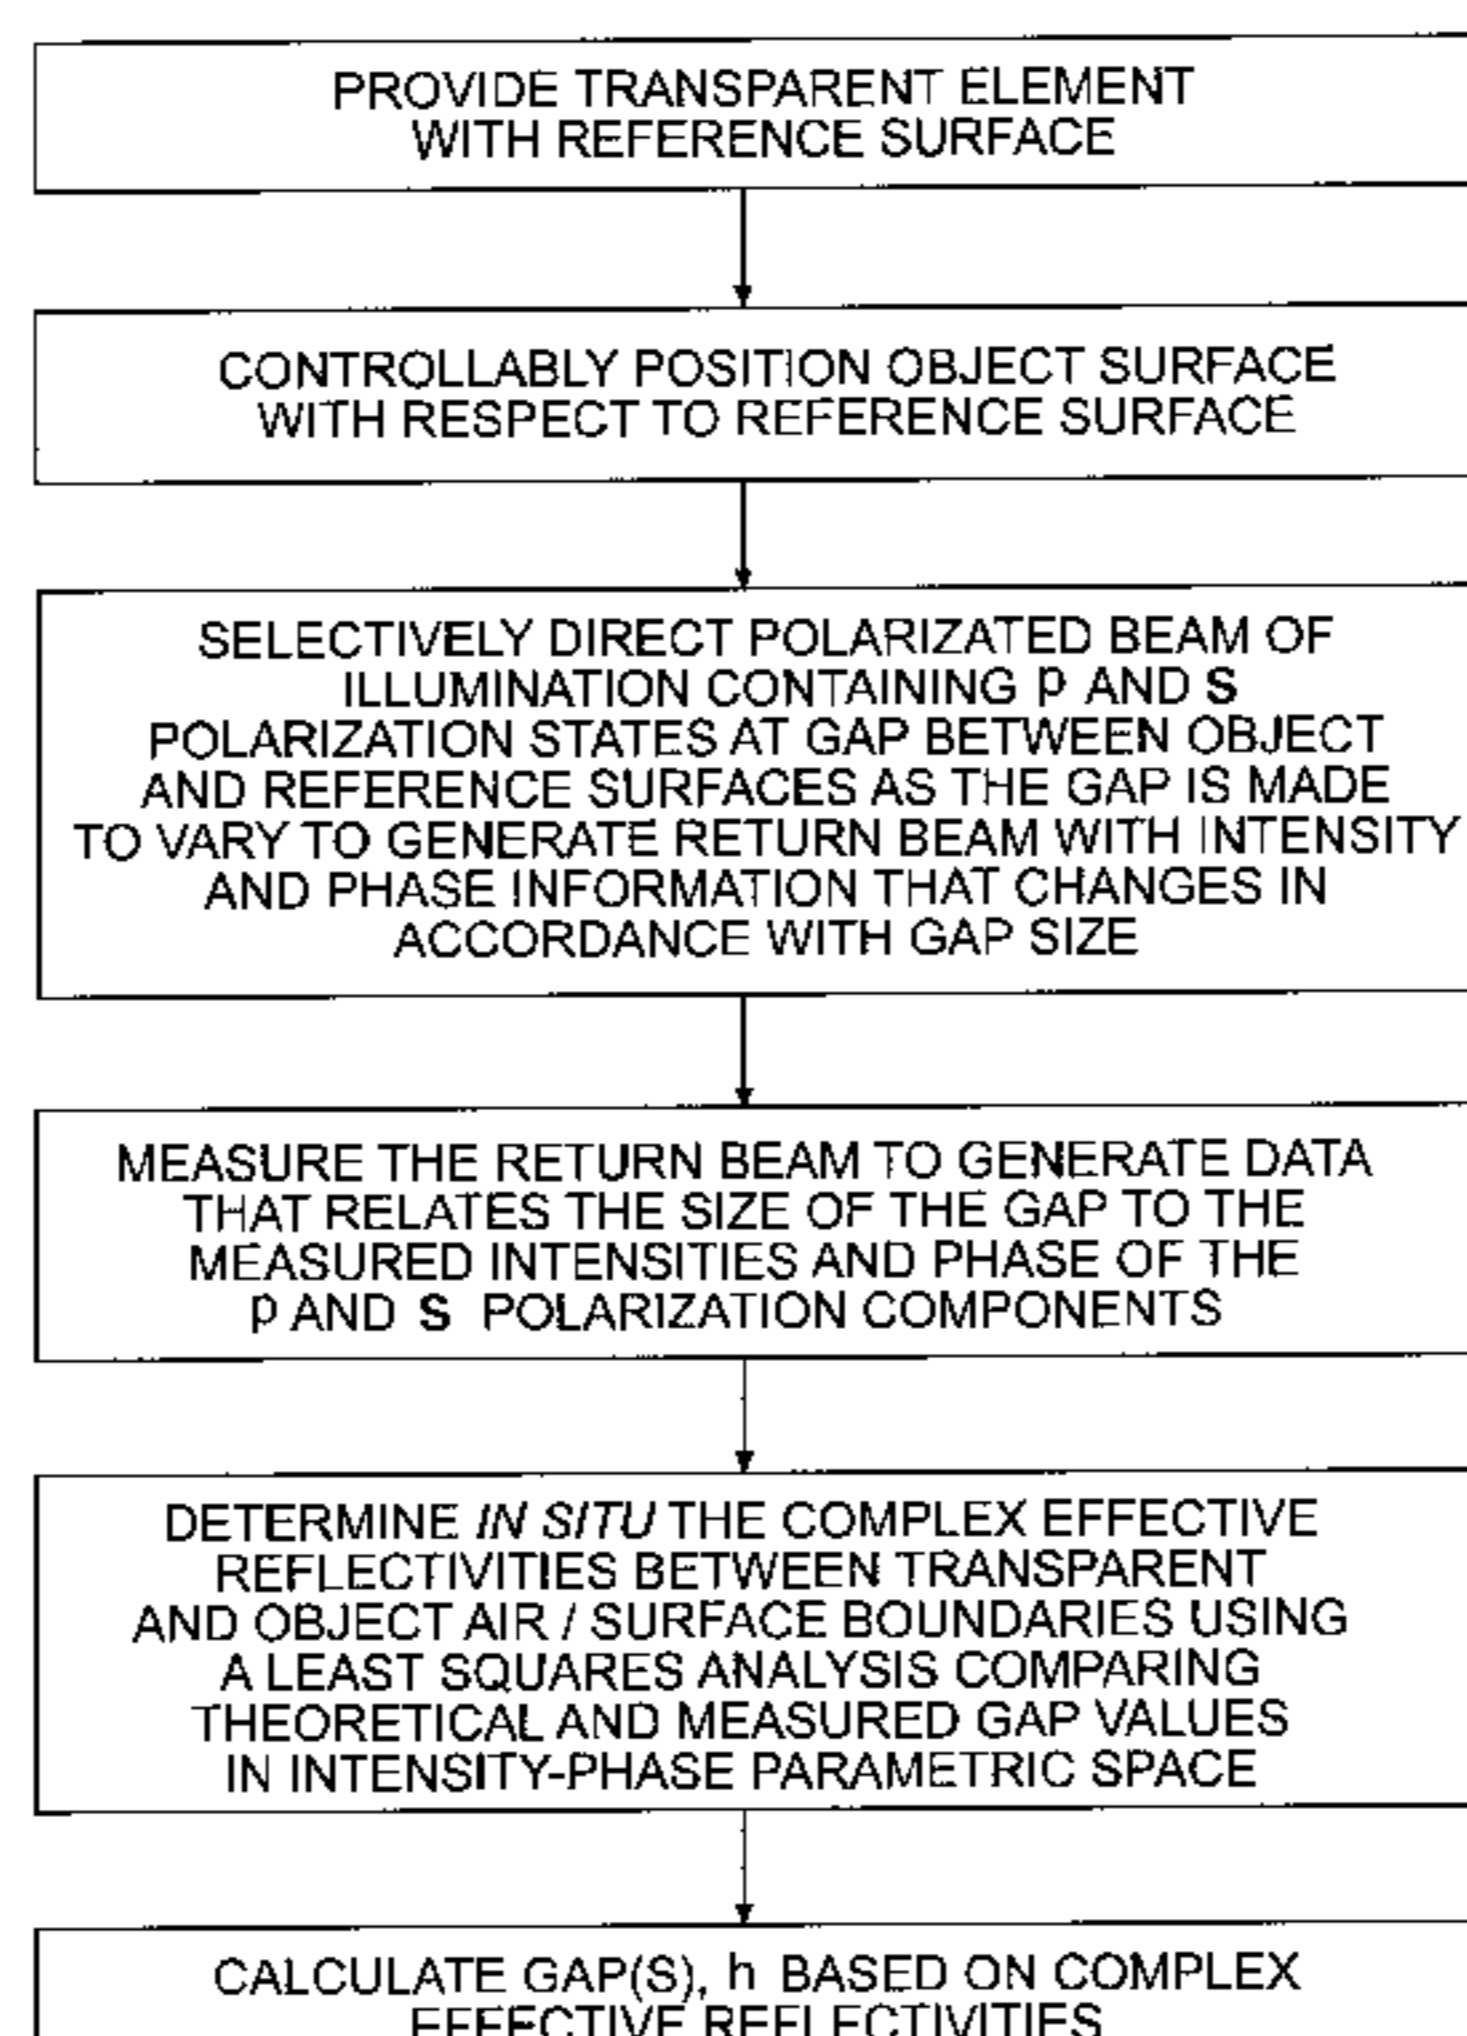 PROVIDE TRANSPARENT ELEMENT
WITH REFERENCE SURFACE
CONTROLLABLY POSITION OBJECT SURFACE
WITH RESPECT TO REFERENCE SURFACE
SELECTIVELY DIRECT POLARIZATED BEAM OF
ILLUMINATION CONTAINING p AND s
POLARIZATION STATES AT GAP BETWEEN OBJECT
AND REFERENCE SURFACES AS THE GAP IS MADE
TO VARY TO GENERATE RETURN BEAM WITH INTENSITY
AND PHASE INFORMATION THAT CHANGES IN
ACCORDANCE WITH GAP SIZE
MEASURE THE RETURN BEAM TO GENERATE DATA
THAT RELATES THE SIZE OF THE GAP TO THE
MEASURED INTENSITIES AND PHASE OF THE
p AND s POLARIZATION COMPONENTS
DETERMINE IN SITU THE COMPLEX EFFECTIVE
REFLECTIVITIES BETWEEN TRANSPARENT
AND OBJECT AIR / SURFACE BOUNDARIES USING
A LEAST SQUARES ANALYSIS COMPARING
THEORETICAL AND MEASURED GAP VALUES
IN INTENSITY-PHASE PARAMETRIC SPACE
CALCULATE GAP(S), h BASED ON COMPLEX
EFFECTIVE REFLECTIVITIES